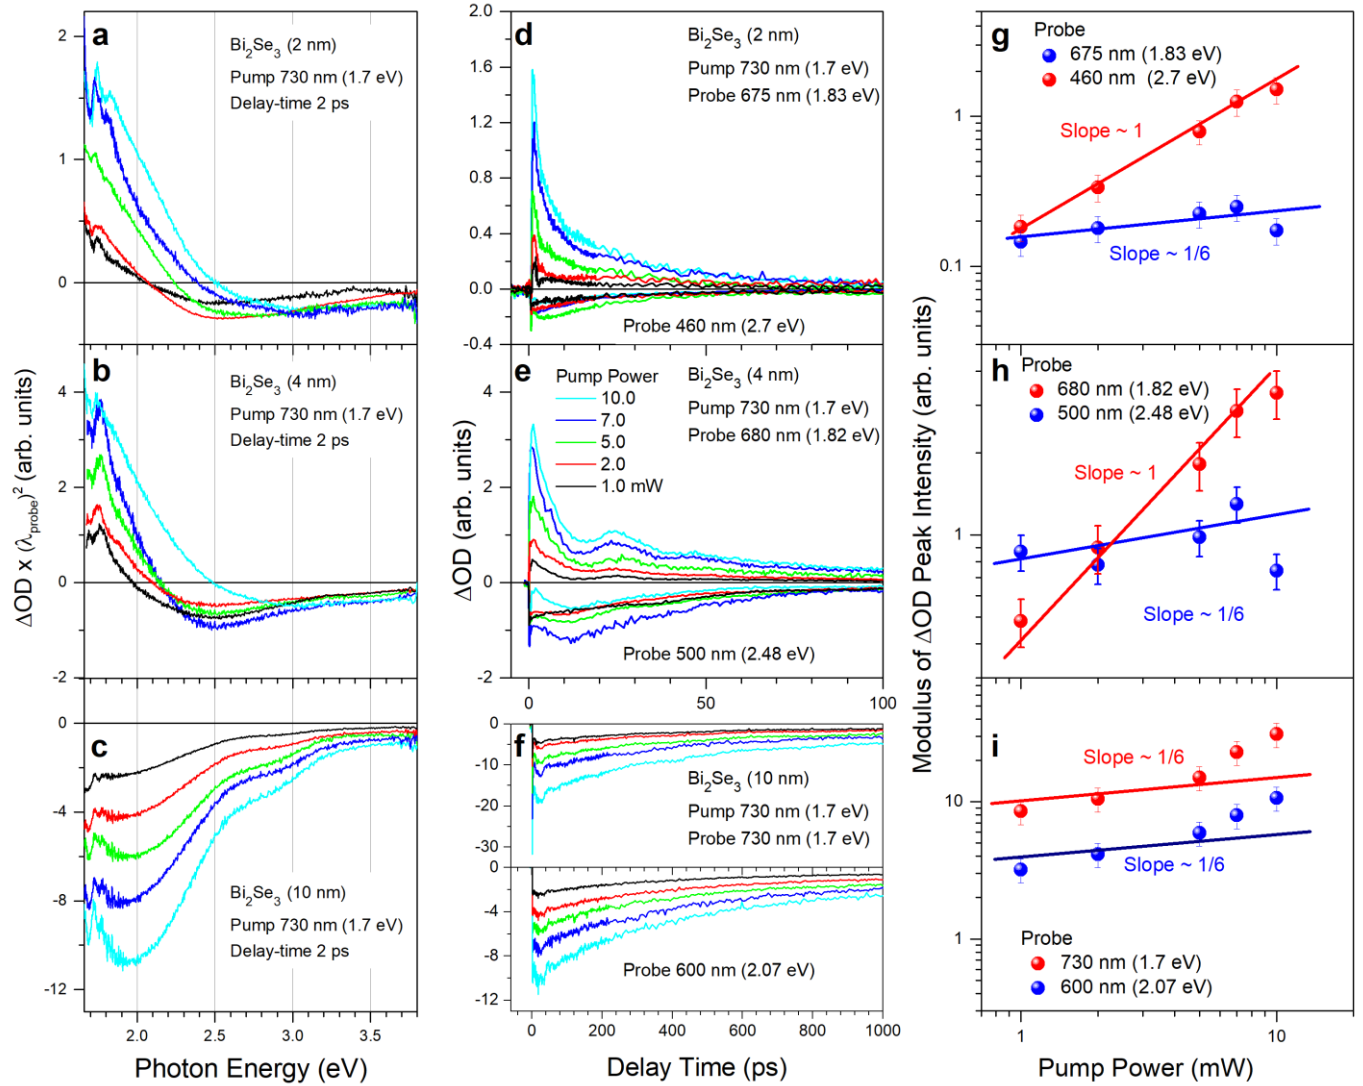 a
Bi₂Se₃ (2 nm)
Pump 730 nm (1.7 eV)
Delay-time 2 ps
2
1
0
b
Bi₂Se₃ (4 nm)
Pump 730 nm (1.7 eV)
Delay-time 2 ps
4
2
0
-2
c
Bi₂Se₃ (10 nm)
Pump 730 nm (1.7 eV)
Delay-time 2 ps
0
-4
-8
-12
2.0 2.5 3.0 3.5
Photon Energy (eV)
ΔOD x (λprobe)² (arb. units)
d
Bi₂Se₃ (2 nm)
Pump 730 nm (1.7 eV)
Probe 675 nm (1.83 eV)
Probe 460 nm (2.7 eV)
2.0
1.6
1.2
0.8
0.4
0.0
-0.4
e
Pump Power
10.0
7.0
5.0
2.0
1.0 mW
Bi₂Se₃ (4 nm)
Pump 730 nm (1.7 eV)
Probe 680 nm (1.82 eV)
Probe 500 nm (2.48 eV)
4
2
0
-2
0 50 100
f
Bi₂Se₃ (10 nm)
Pump 730 nm (1.7 eV)
Probe 730 nm (1.7 eV)
0
-10
-20
30
Probe 600 nm (2.07 eV)
0
-4
-8
-12
0 200 400 600 800 1000
Delay Time (ps)
ΔOD (arb. units)
g
Probe
675 nm (1.83 eV)
460 nm (2.7 eV)
Slope ~ 1
Slope ~ 1/6
1
0.1
h
Probe
680 nm (1.82 eV)
500 nm (2.48 eV)
Slope ~ 1
Slope ~ 1/6
1
i
Slope ~ 1/6
Slope ~ 1/6
Probe
730 nm (1.7 eV)
600 nm (2.07 eV)
10
1
1 10
Pump Power (mW)
Modulus of ΔOD Peak Intensity (arb. units)